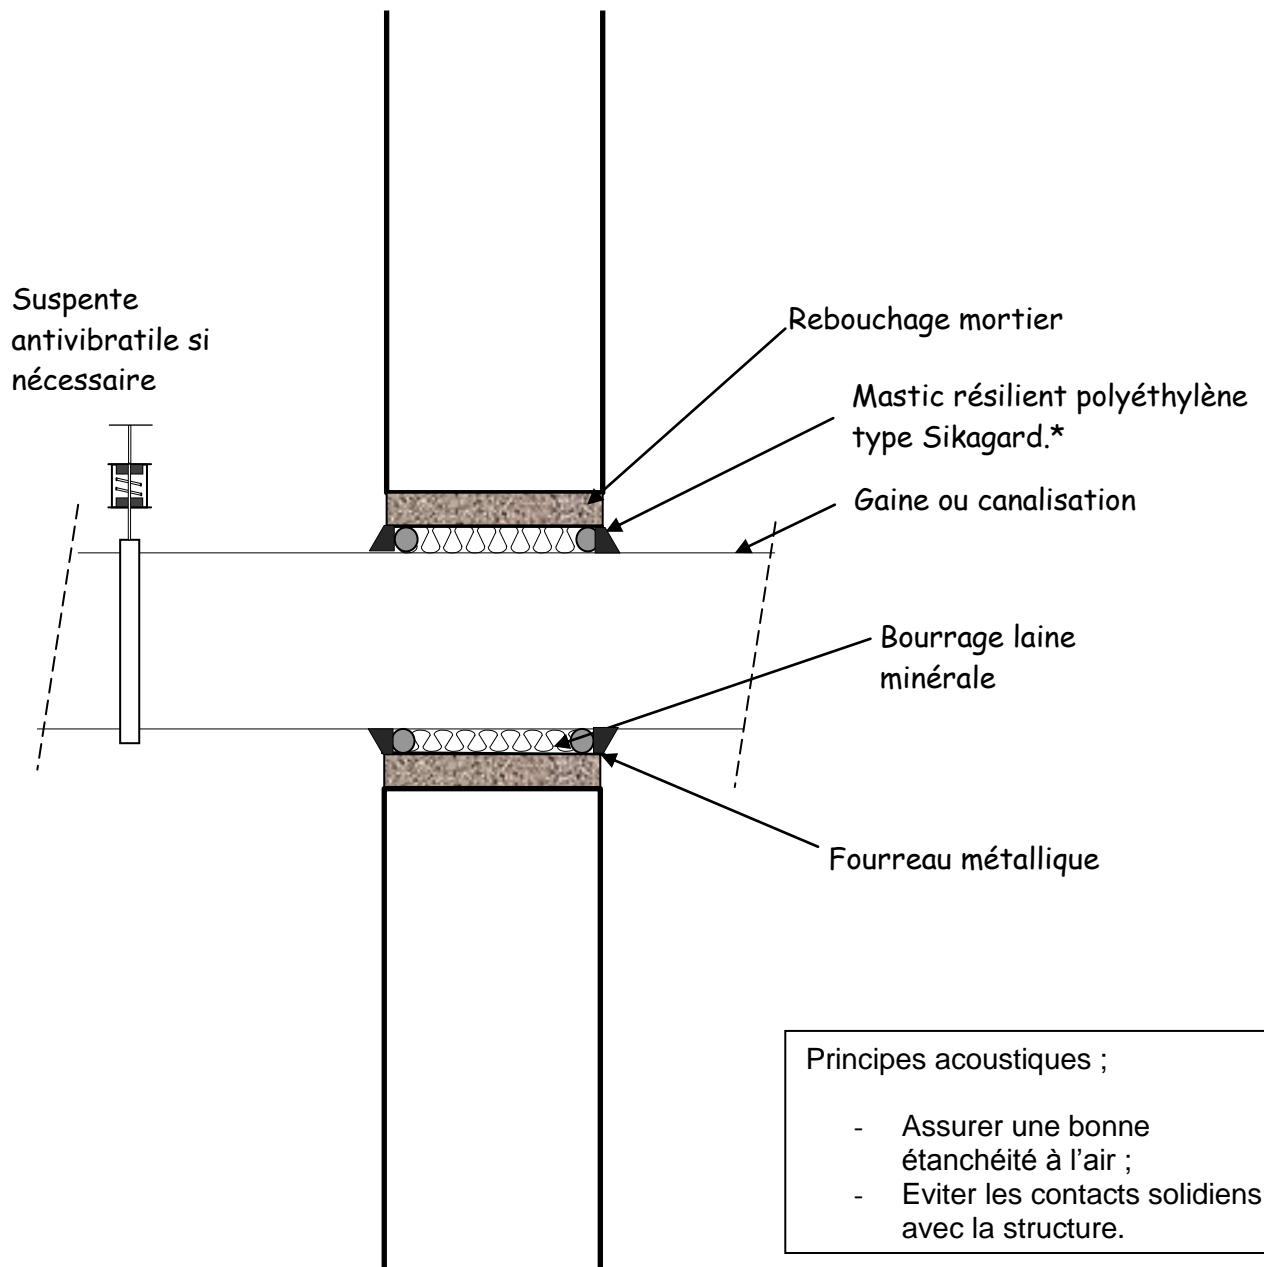 Suspente
antivibratile si
nécessaire
Rebouchage mortier
Mastic résilient polyéthylène
type Sikagard.*
Gaine ou canalisation
Bourrage laine
minérale
Fourreau métallique
Principes acoustiques ;
- Assurer une bonne
étanchéité à l’air ;
- Eviter les contacts solidiens
avec la structure.